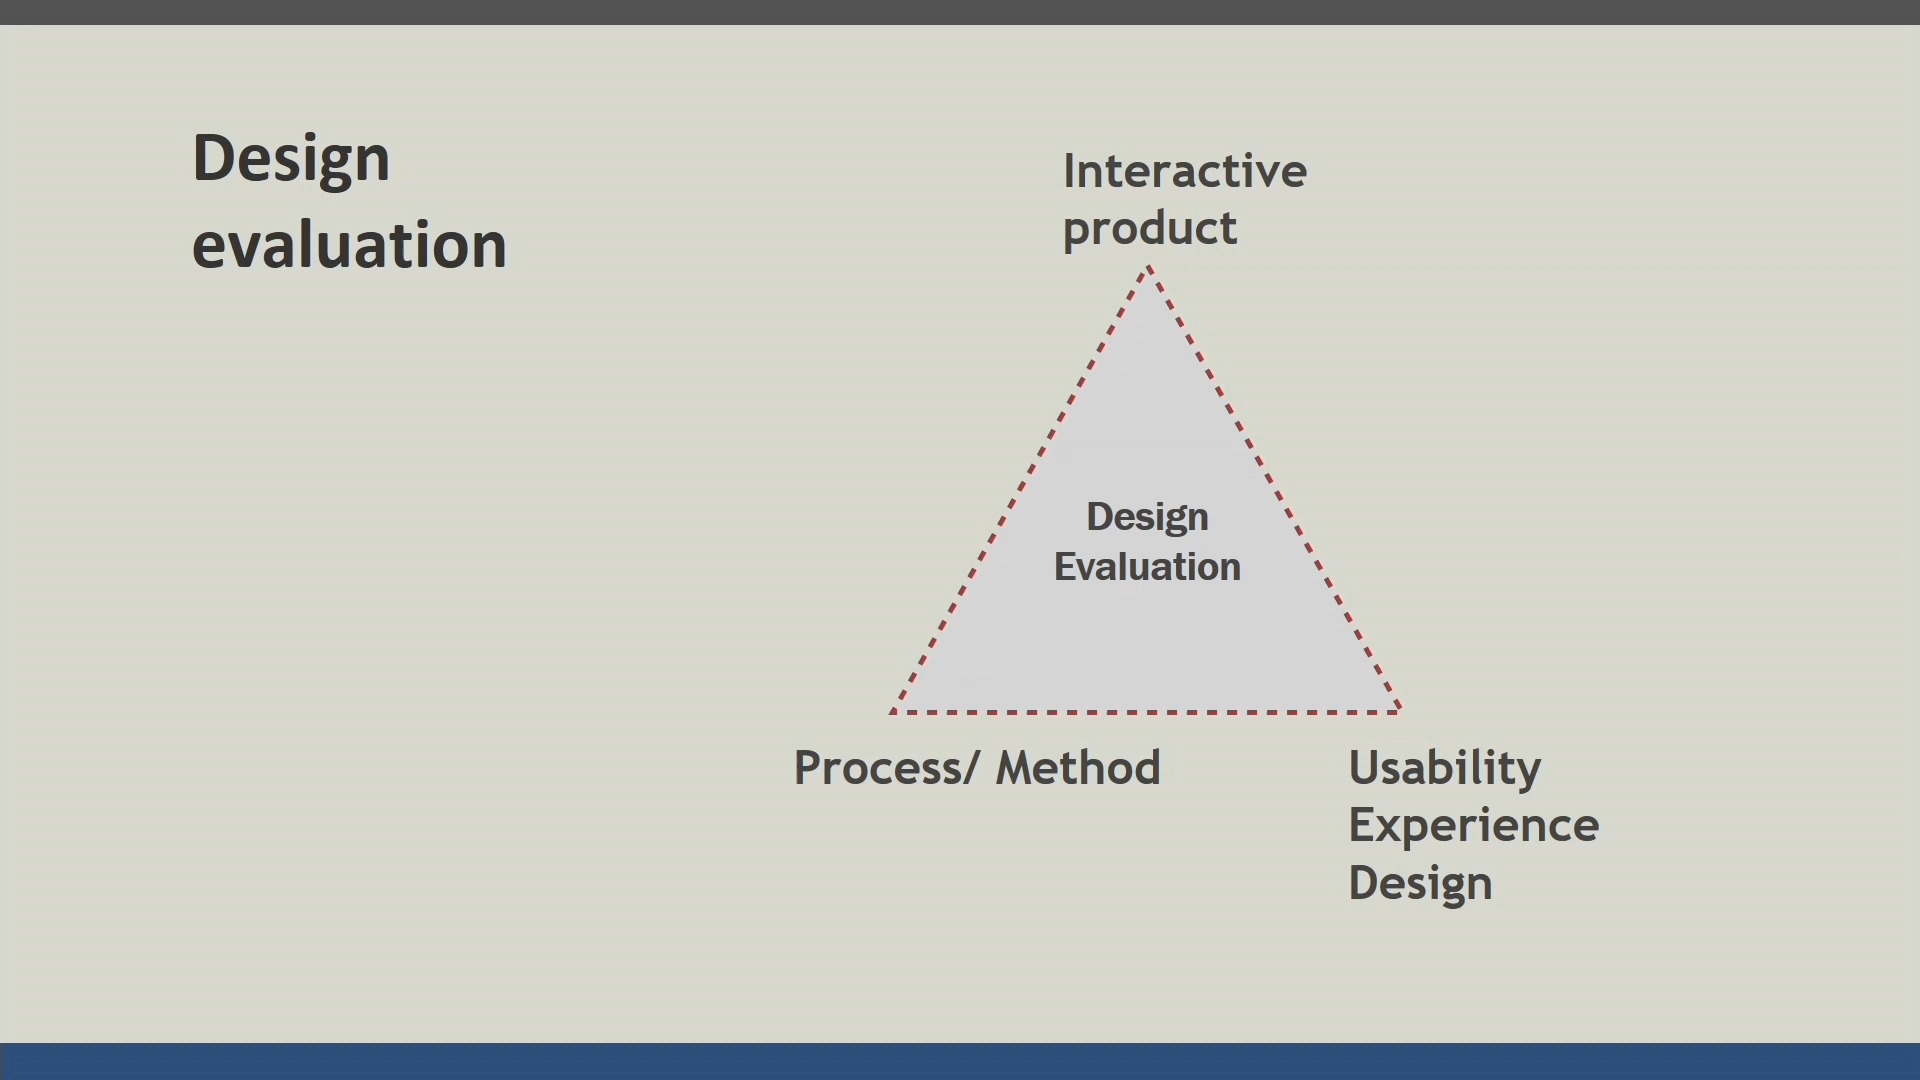 Design
evaluation
Interactive
product
Design
Evaluation
Process/ Method
Usability
Experience
Design